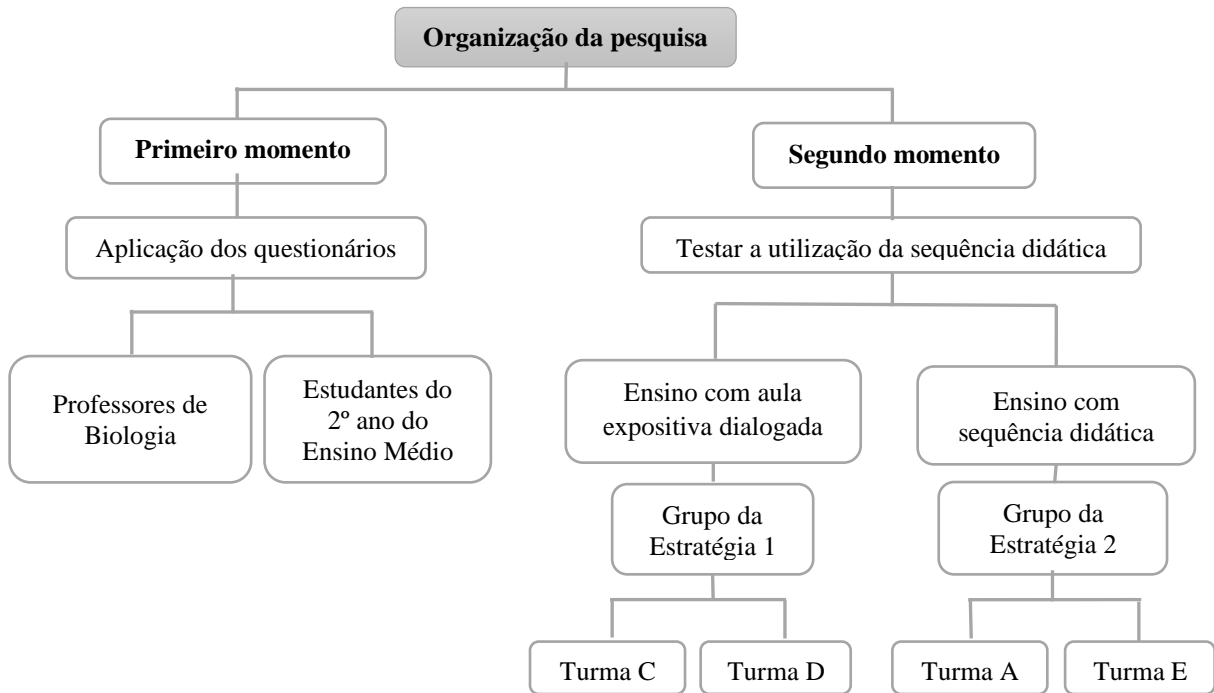 Organização da pesquisa
Primeiro momento
Segundo momento
Aplicação dos questionários
Testar a utilização da sequência didática
Professores de
Biologia
Estudantes do
2º ano do
Ensino Médio
Ensino com aula
expositiva dialogada
Ensino com
sequência didática
Grupo da
Estratégia 1
Grupo da
Estratégia 2
Turma C
Turma D
Turma A
Turma E